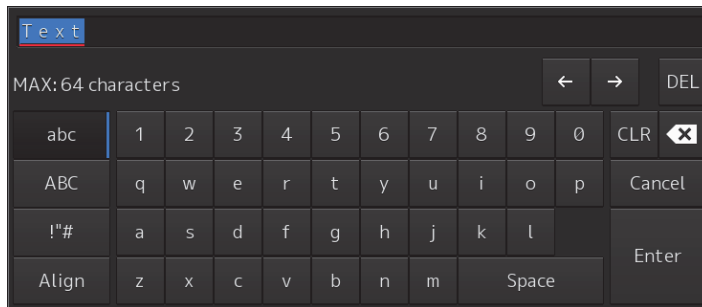 Text
MAX: 64 characters
← → DEL
abc 1 2 3 4 5 6 7 8 9 0 CLR
ABC q w e r t y u i o p Cancel
!"# a s d f g h j k l
Enter
Align z x c v b n m Space